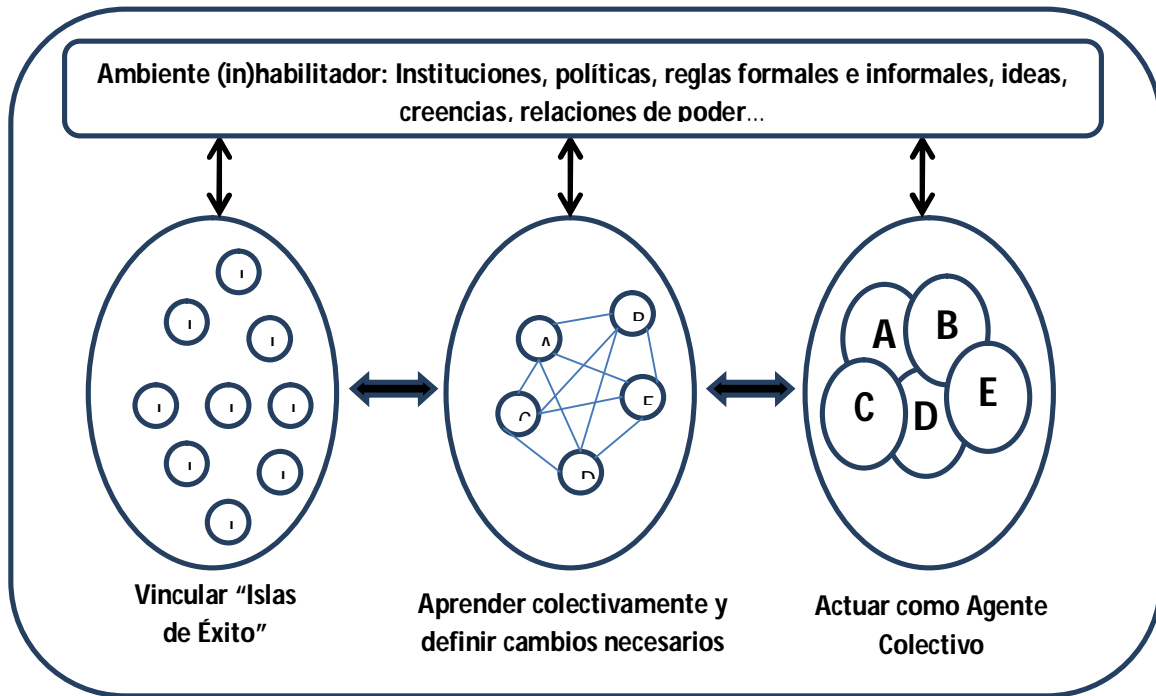 Ambiente (in)habilitador: Instituciones, políticas, reglas formales e informales, ideas,
creencias, relaciones de poder...
A
B
C
D
E
Vincular “Islas
de Éxito”
Aprender colectivamente y
definir cambios necesarios
Actuar como Agente
Colectivo